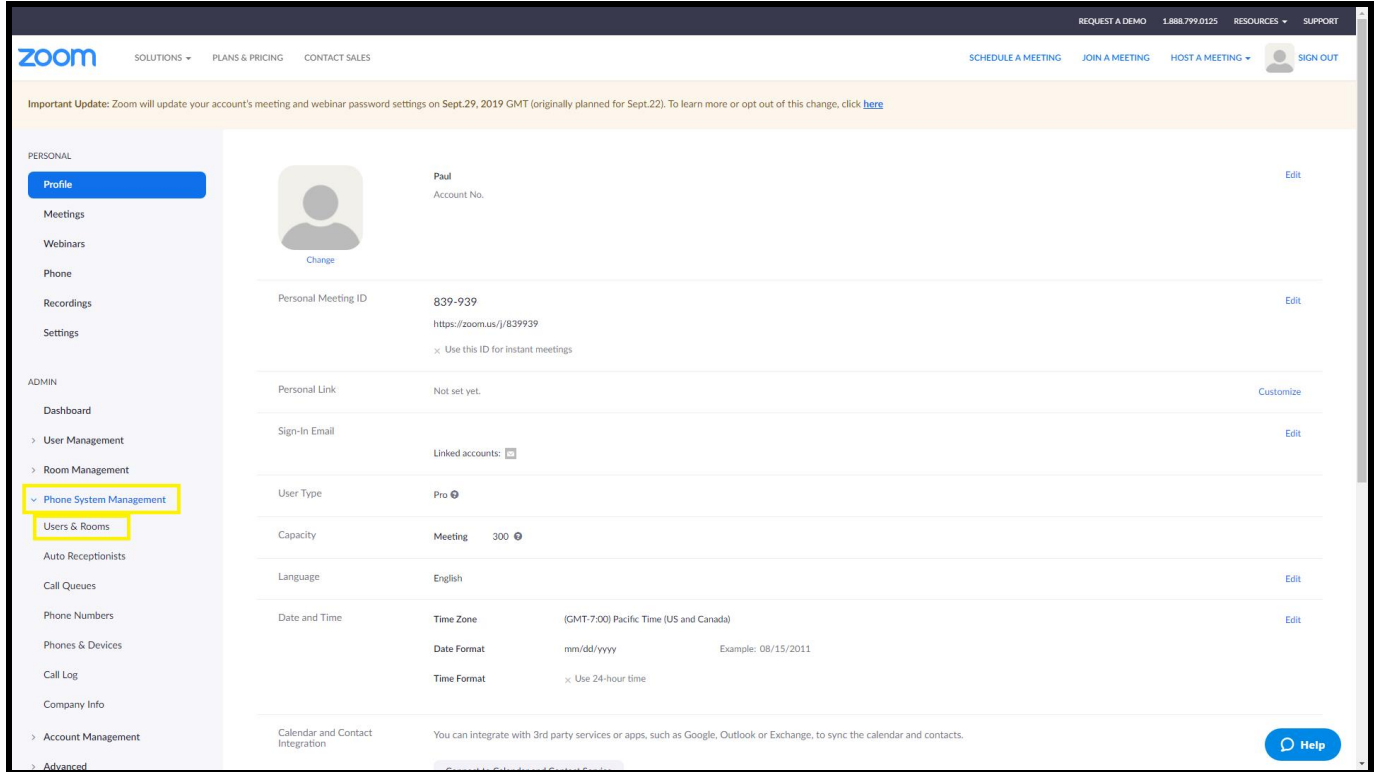 REQUEST A DEMO 1.888.799.0125 RESOURCES SUPPORT
zoom SOLUTIONS PLANS & PRICING CONTACT SALES SCHEDULE A MEETING JOIN A MEETING HOST A MEETING SIGN OUT
Important Update: Zoom will update your account's meeting and webinar password settings on Sept.29, 2019 GMT (originally planned for Sept.22). To learn more or opt out of this change, click here
PERSONAL
Profile
Meetings
Webinars
Phone
Recordings
Settings
ADMIN
Dashboard
User Management
Room Management
Phone System Management
Users & Rooms
Auto Receptionists
Call Queues
Phone Numbers
Phones & Devices
Call Log
Company Info
Account Management
Advanced
Change
Paul Edit
Account No.
Personal Meeting ID 839-939 Edit
https://zoom.us/j/839939
× Use this ID for instant meetings
Personal Link Not set yet. Customize
Sign-In Email Edit
Linked accounts:
User Type Pro
Capacity Meeting 300
Language English Edit
Date and Time Time Zone (GMT-7:00) Pacific Time (US and Canada) Edit
Date Format mm/dd/yyyy Example: 08/15/2011
Time Format × Use 24-hour time
Calendar and Contact
Integration
You can integrate with 3rd party services or apps, such as Google, Outlook or Exchange, to sync the calendar and contacts.
Connect to Calendar and Contact Service
Help